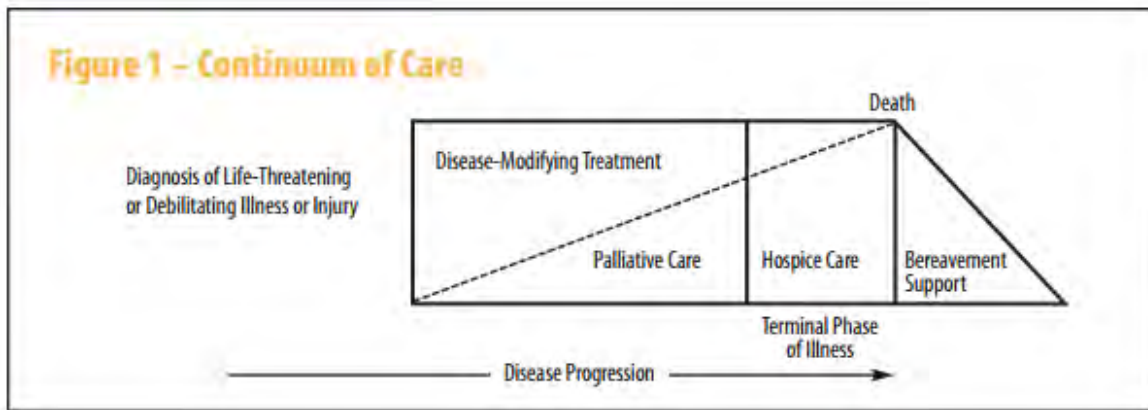 Figure 1 – Continuum of Care
Death
Disease-Modifying Treatment
Diagnosis of Life-Threatening
or Debilitating Illness or Injury
Palliative Care
Hospice Care
Bereavement
Support
Terminal Phase
of Illness
Disease Progression